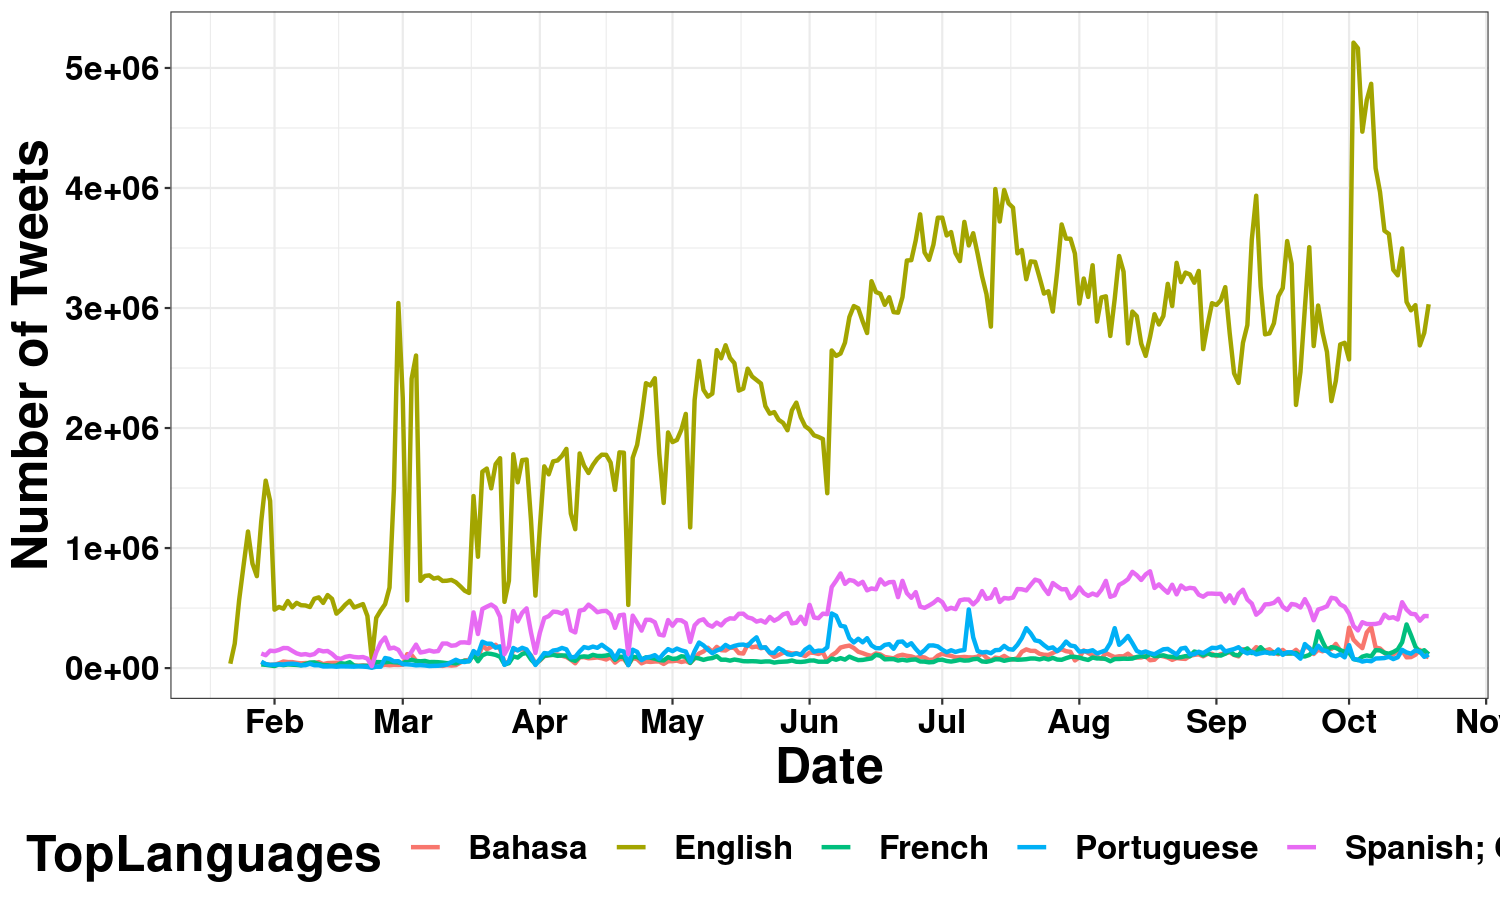 Number of Tweets
5e+06
4e+06
3e+06
2e+06
1e+06
0e+00
Feb Mar Apr May Jun Jul Aug Sep Oct
Date
TopLanguages Bahasa English French Portuguese Spanish;